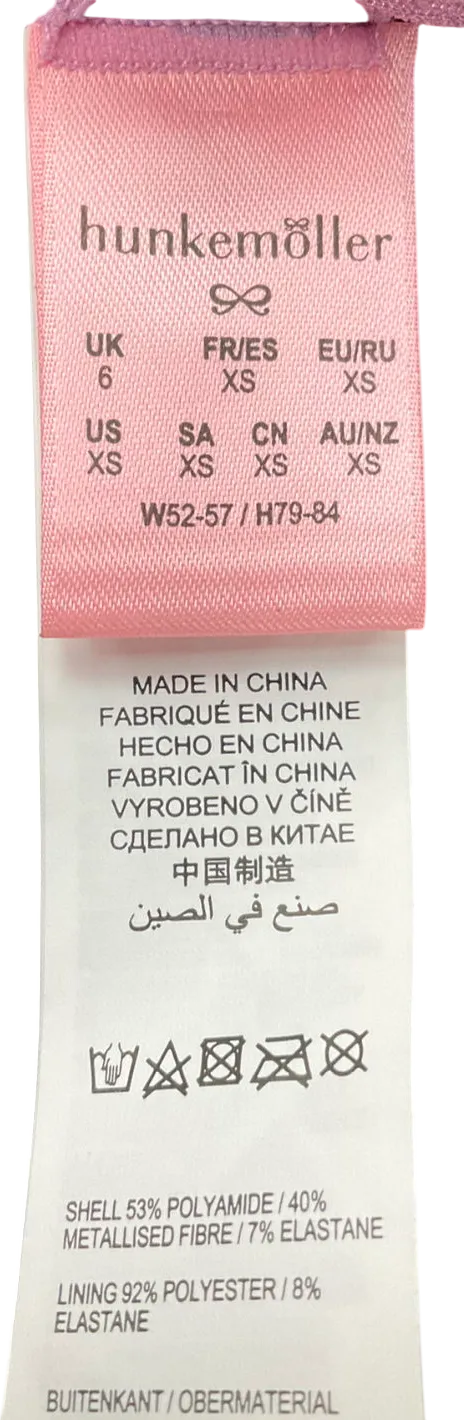 hunkemöller
UK FR/ES EU/RU
6 XS XS
US SA CN AU/NZ
XS XS XS XS
W52-57 / H79-84
MADE IN CHINA
FABRIQUÉ EN CHINE
HECHO EN CHINA
FABRICAT ÎN CHINA
VYROBENO V ČÍNĚ
СДЕЛАНО В КИТАЕ
中国制造
صنع في الصين
SHELL 53% POLYAMIDE / 40%
METALLISED FIBRE / 7% ELASTANE
LINING 92% POLYESTER / 8%
ELASTANE
BUITENKANT / OBERMATERIAL